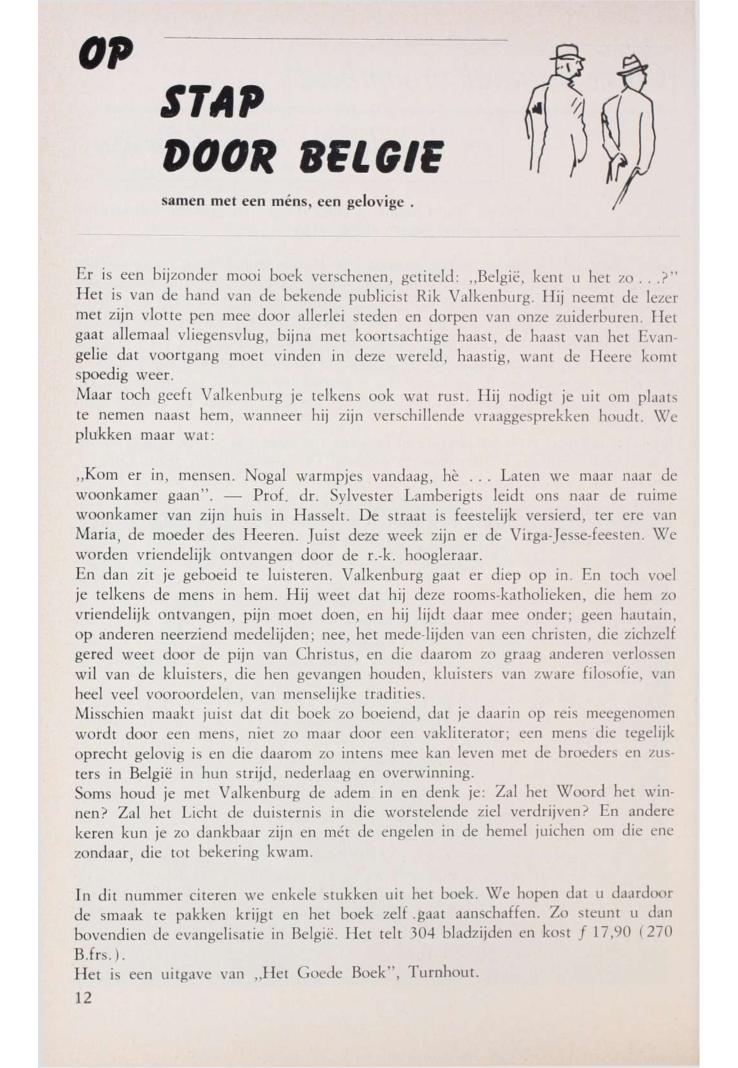 OP
STAP
DOOR BELGIE
samen met een méns, een gelovige .
Er is een bijzonder mooi boek verschenen, getiteld: ,,België, kent u het zo . . .?”
Het is van de hand van de bekende publicist Rik Valkenburg. Hij neemt de lezer
met zijn vlotte pen mee door allerlei steden en dorpen van onze zuiderburen. Het
gaat allemaal vliegensvlug, bijna met koortsachtige haast, de haast van het Evan-
gelie dat voortgang moet vinden in deze wereld, haastig, want de Heere komt
spoedig weer.
Maar toch geeft Valkenburg je telkens ook wat rust. Hij nodigt je uit om plaats
te nemen naast hem, wanneer hij zijn verschillende vraaggesprekken houdt. We
plukken maar wat:
,,Kom er in, mensen. Nogal warmpjes vandaag, hè ... Laten we maar naar de
woonkamer gaan”. — Prof. dr. Sylvester Lamberigts leidt ons naar de ruime
woonkamer van zijn huis in Hasselt. De straat is feestelijk versierd, ter ere van
Maria, de moeder des Heeren. Juist deze week zijn er de Virga-Jesse-feesten. We
worden vriendelijk ontvangen door de r.-k. hoogleraar.
En dan zit je geboeid te luisteren. Valkenburg gaat er diep op in. En toch voel
je telkens de mens in hem. Hij weet dat hij deze rooms-katholieken, die hem zo
vriendelijk ontvangen, pijn moet doen, en hij lijdt daar mee onder; geen hautain,
op anderen neerziend medelijden; nee, het mede-lijden van een christen, die zichzelf
gered weet door de pijn van Christus, en die daarom zo graag anderen verlossen
wil van de kluisters, die hen gevangen houden, kluisters van zware filosofie, van
heel veel vooroordelen, van menselijke tradities.
Misschien maakt juist dat dit boek zo boeiend, dat je daarin op reis meegenomen
wordt door een mens, niet zo maar door een vakliterator; een mens die tegelijk
oprecht gelovig is en die daarom zo intens mee kan leven met de broeders en zus-
ters in België in hun strijd, nederlaag en overwinning.
Soms houd je met Valkenburg de adem in en denk je: Zal het Woord het win-
nen? Zal het Licht de duisternis in die worstelende ziel verdrijven? En andere
keren kun je zo dankbaar zijn en mét de engelen in de hemel juichen om die ene
zondaar, die tot bekering kwam.
In dit nummer citeren we enkele stukken uit het boek. We hopen dat u daardoor
de smaak te pakken krijgt en het boek zelf .gaat aanschaffen. Zo steunt u dan
bovendien de evangelisatie in België. Het telt 304 bladzijden en kost ƒ 17,90 (270
B.frs.).
Het is een uitgave van ,,Het Goede Boek”, Turnhout.
12